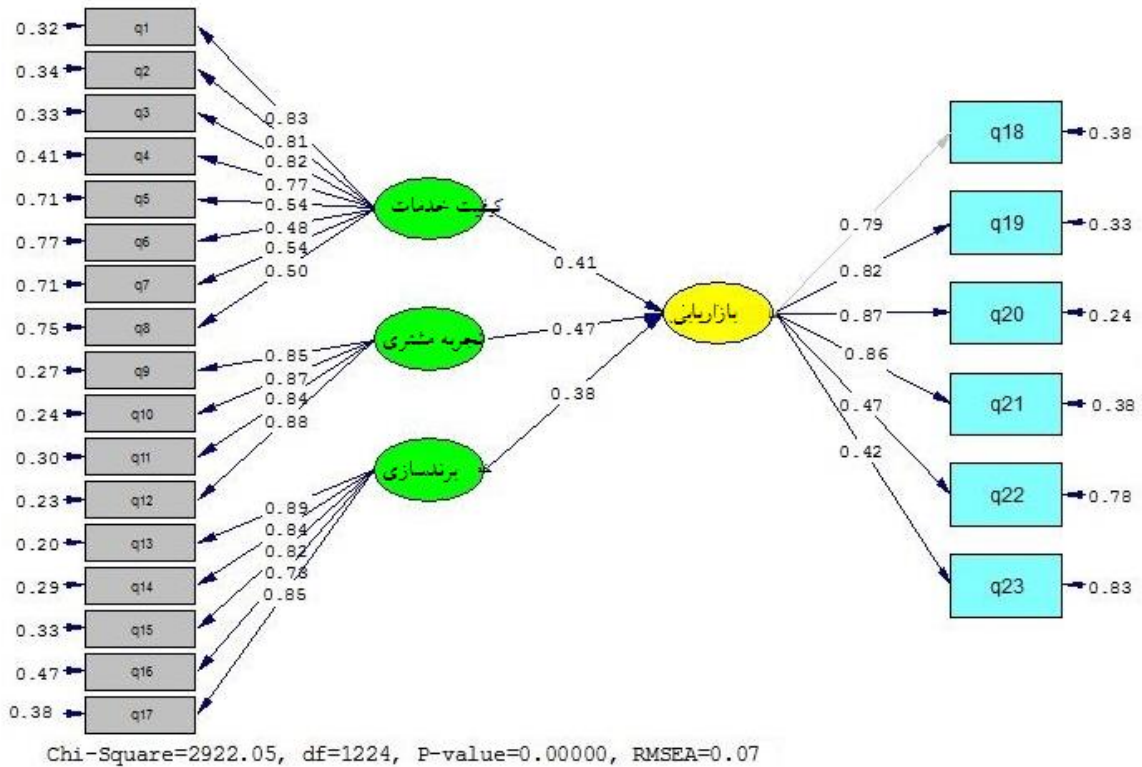 0.32 q1
0.34 q2
0.33 q3
0.41 q4
0.71 q5
0.77 q6
0.71 q7
0.75 q8
0.27 q9
0.24 q10
0.30 q11
0.23 q12
0.20 q13
0.29 q14
0.33 q15
0.47 q16
0.38 q17
0.83
0.81
0.82
0.77
0.54
0.48
0.54
0.50
0.85
0.87
0.84
0.88
0.89
0.84
0.82
0.78
0.85
کیفیت خدمات
تجربه مشتری
برندسازی
0.41
0.47
0.38
بازاریابی
0.79
0.82
0.87
0.86
0.47
0.42
q18 0.38
q19 0.33
q20 0.24
q21 0.38
q22 0.78
q23 0.83
Chi-Square=2922.05, df=1224, P-value=0.00000, RMSEA=0.07